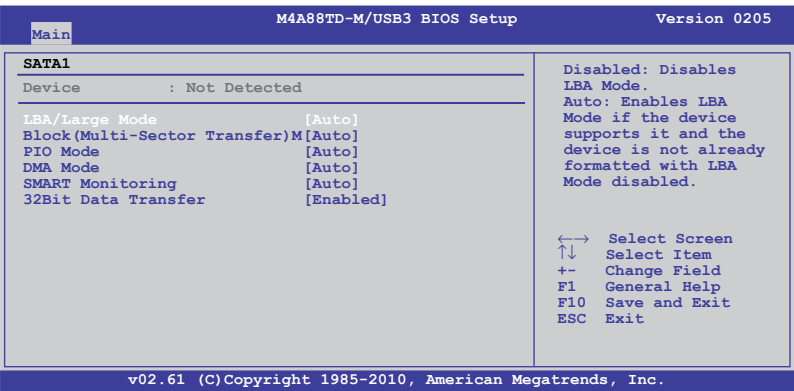 M4A88TD-M/USB3 BIOS Setup Version 0205
Main
SATA1
Device : Not Detected
LBA/Large Mode [Auto]
Block(Multi-Sector Transfer)M[Auto]
PIO Mode [Auto]
DMA Mode [Auto]
SMART Monitoring [Auto]
32Bit Data Transfer [Enabled]
Disabled: Disables
LBA Mode.
Auto: Enables LBA
Mode if the device
supports it and the
device is not already
formatted with LBA
Mode disabled.
←→ Select Screen
↑↓ Select Item
+- Change Field
F1 General Help
F10 Save and Exit
ESC Exit
v02.61 (C)Copyright 1985-2010, American Megatrends, Inc.